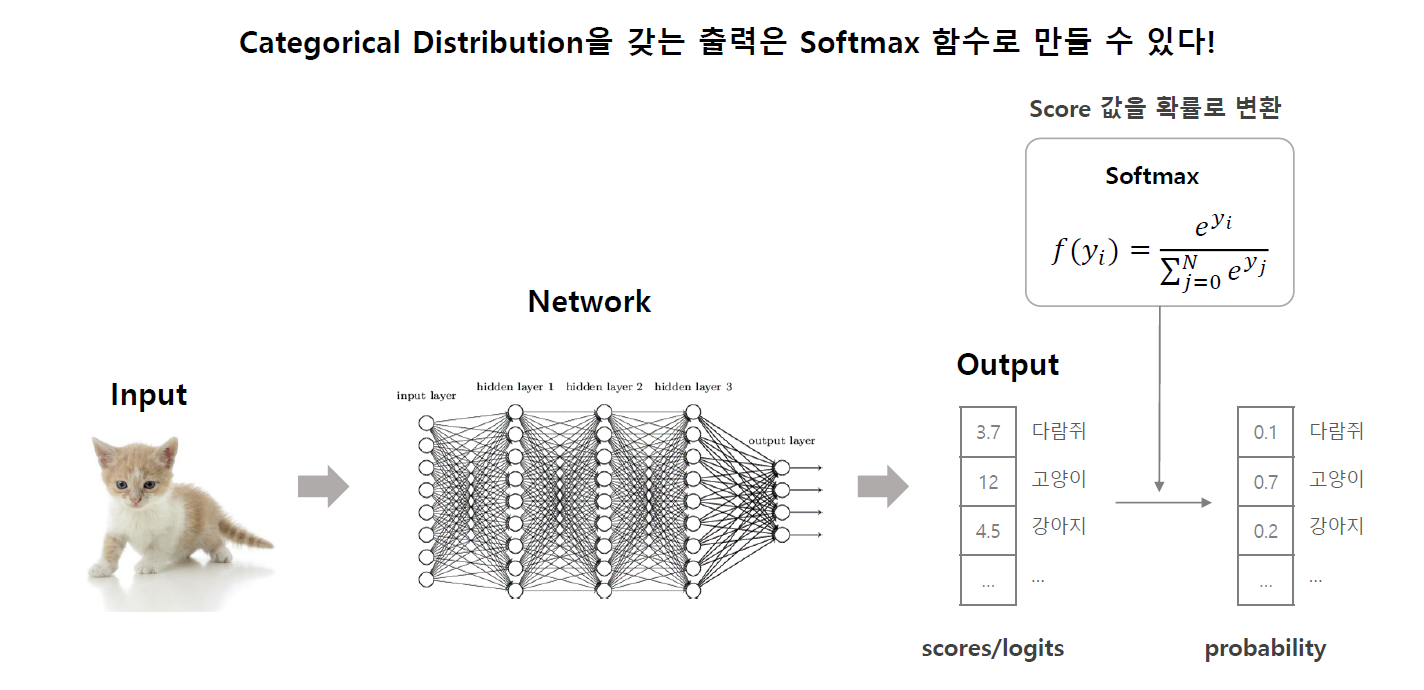 Categorical Distribution을 갖는 출력은 Softmax 함수로 만들 수 있다!
Score 값을 확률로 변환
Softmax
f(y_i) = e^{y_i} / ∑_{j=0}^{N} e^{y_j}
Network
Output
Input
input layer
hidden layer 1 hidden layer 2 hidden layer 3
output layer
3.7 다람쥐
12 고양이
4.5 강아지
... ...
0.1 다람쥐
0.7 고양이
0.2 강아지
... ...
scores/logits
probability